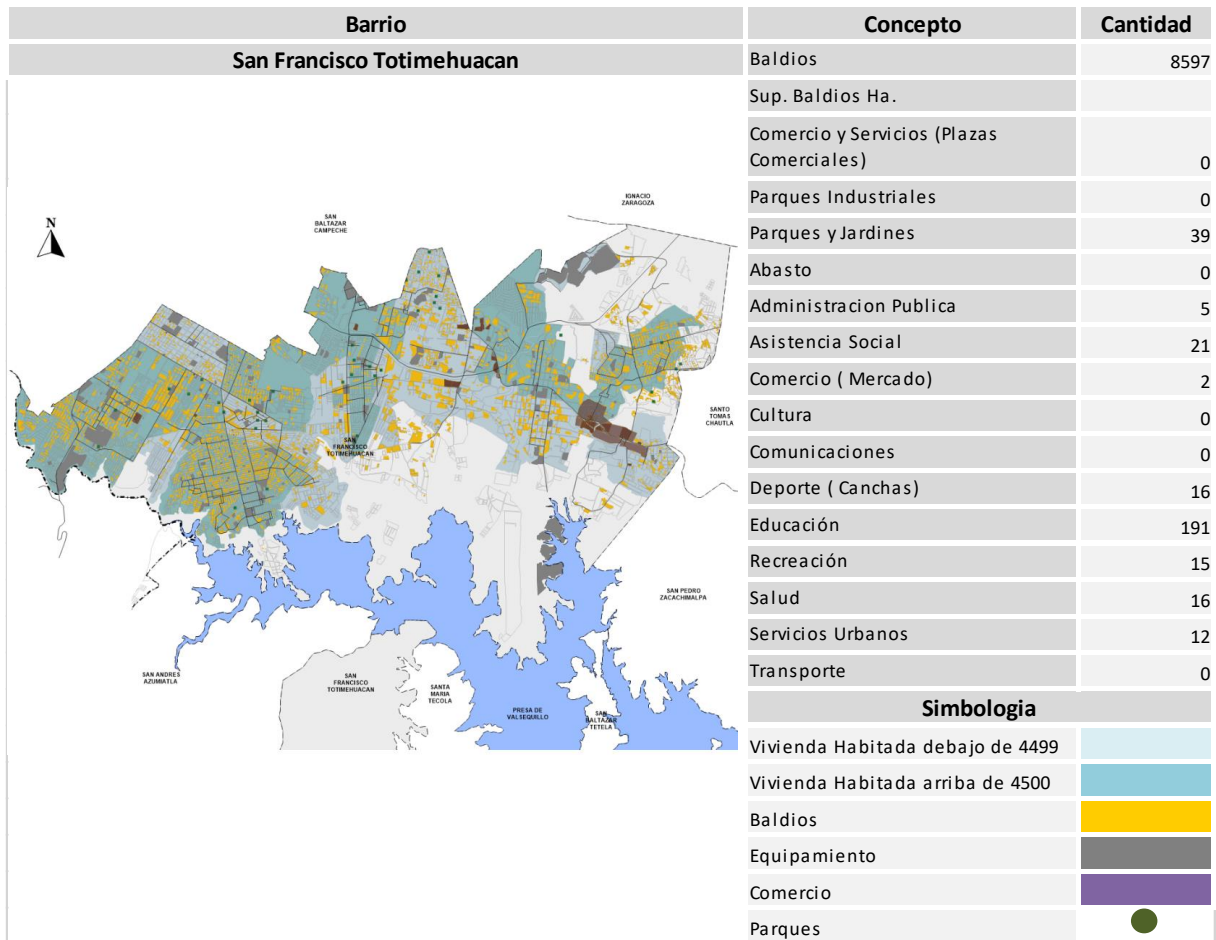 Barrio
San Francisco Totimehuacan
N
SAN
BALTAZAR
CAMPECHE
IGNACIO
ZARAGOZA
SANTO
TOMAS
CHAUTLA
SAN
FRANCISCO
TOTIMEHUACAN
SAN PEDRO
ZACACHIMALPA
SAN ANDRES
AZUMIATLA
SAN
FRANCISCO
TOTIMEHUACAN
SANTA
MARIA
TECOLA
PRESA DE
VALSEQUILLO
SAN
BALTAZAR
TETELA
Concepto Cantidad
Baldios 8597
Sup. Baldios Ha.
Comercio y Servicios (Plazas
Comerciales) 0
Parques Industriales 0
Parques y Jardines 39
Abasto 0
Administracion Publica 5
Asistencia Social 21
Comercio ( Mercado) 2
Cultura 0
Comunicaciones 0
Deporte ( Canchas) 16
Educación 191
Recreación 15
Salud 16
Servicios Urbanos 12
Transporte 0
Simbologia
Vivienda Habitada debajo de 4499
Vivienda Habitada arriba de 4500
Baldios
Equipamiento
Comercio
Parques